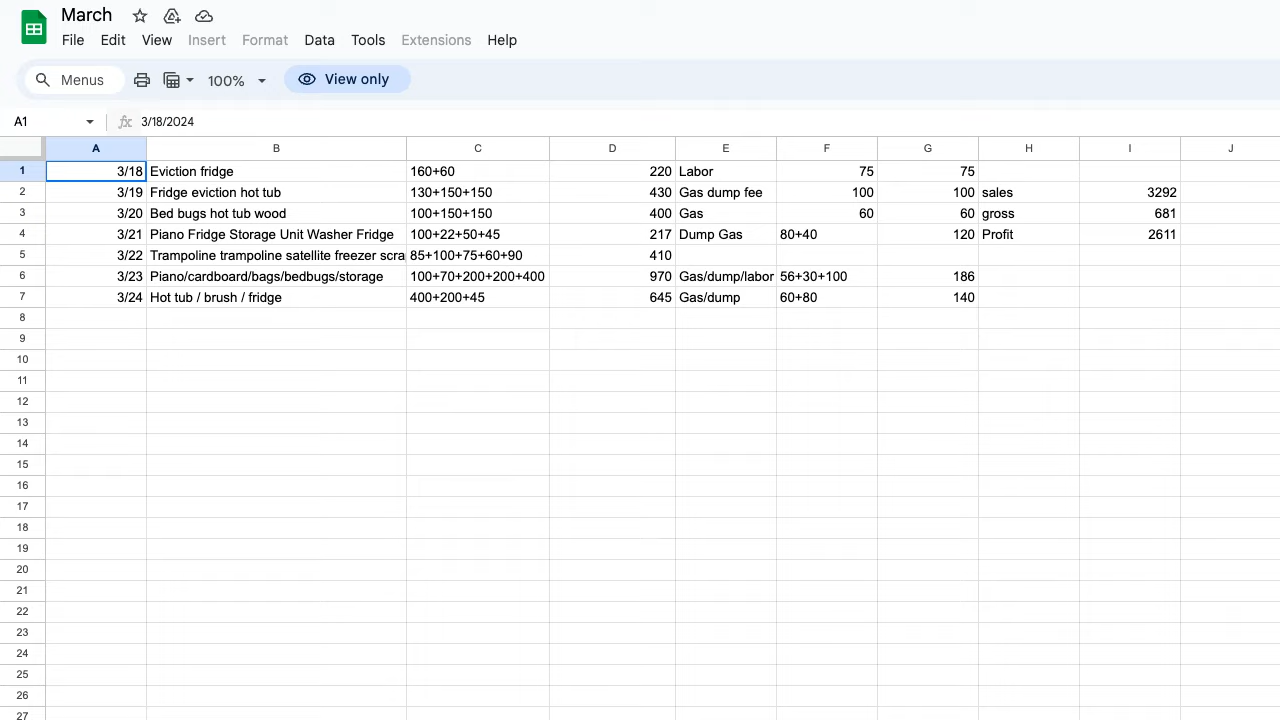 March
File Edit View Insert Format Data Tools Extensions Help
Menus 100% View only
A1 fx 3/18/2024
A B C D E F G H I J
1 3/18 Eviction fridge 160+60 220 Labor 75 75
2 3/19 Fridge eviction hot tub 130+150+150 430 Gas dump fee 100 100 sales 3292
3 3/20 Bed bugs hot tub wood 100+150+150 400 Gas 60 60 gross 681
4 3/21 Piano Fridge Storage Unit Washer Fridge 100+22+50+45 217 Dump Gas 80+40 120 Profit 2611
5 3/22 Trampoline trampoline satellite freezer scra 85+100+75+60+90 410
6 3/23 Piano/cardboard/bags/bedbugs/storage 100+70+200+200+400 970 Gas/dump/labor 56+30+100 186
7 3/24 Hot tub / brush / fridge 400+200+45 645 Gas/dump 60+80 140
8
9
10
11
12
13
14
15
16
17
18
19
20
21
22
23
24
25
26
27